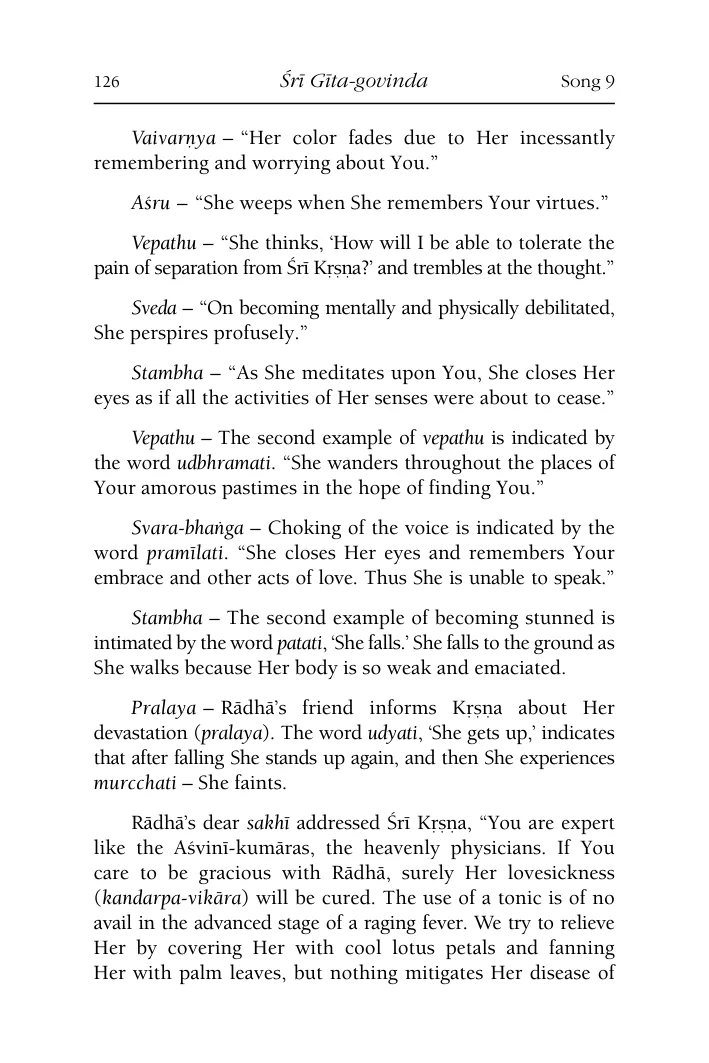 126 Śrī Gīta-govinda Song 9
Vaivarṇya – “Her color fades due to Her incessantly
remembering and worrying about You.”
Aśru – “She weeps when She remembers Your virtues.”
Vepathu – “She thinks, ‘How will I be able to tolerate the
pain of separation from Śrī Kṛṣṇa?’ and trembles at the thought.”
Sveda – “On becoming mentally and physically debilitated,
She perspires profusely.”
Stambha – “As She meditates upon You, She closes Her
eyes as if all the activities of Her senses were about to cease.”
Vepathu – The second example of vepathu is indicated by
the word udbhramati. “She wanders throughout the places of
Your amorous pastimes in the hope of finding You.”
Svara-bhaṅga – Choking of the voice is indicated by the
word pramīlati. “She closes Her eyes and remembers Your
embrace and other acts of love. Thus She is unable to speak.”
Stambha – The second example of becoming stunned is
intimated by the word patati, ‘She falls.’ She falls to the ground as
She walks because Her body is so weak and emaciated.
Pralaya – Rādhā’s friend informs Kṛṣṇa about Her
devastation (pralaya). The word udyati, ‘She gets up,’ indicates
that after falling She stands up again, and then She experiences
murcchati – She faints.
Rādhā’s dear sakhī addressed Śrī Kṛṣṇa, “You are expert
like the Aśvinī-kumāras, the heavenly physicians. If You
care to be gracious with Rādhā, surely Her lovesickness
(kandarpa-vikāra) will be cured. The use of a tonic is of no
avail in the advanced stage of a raging fever. We try to relieve
Her by covering Her with cool lotus petals and fanning
Her with palm leaves, but nothing mitigates Her disease of